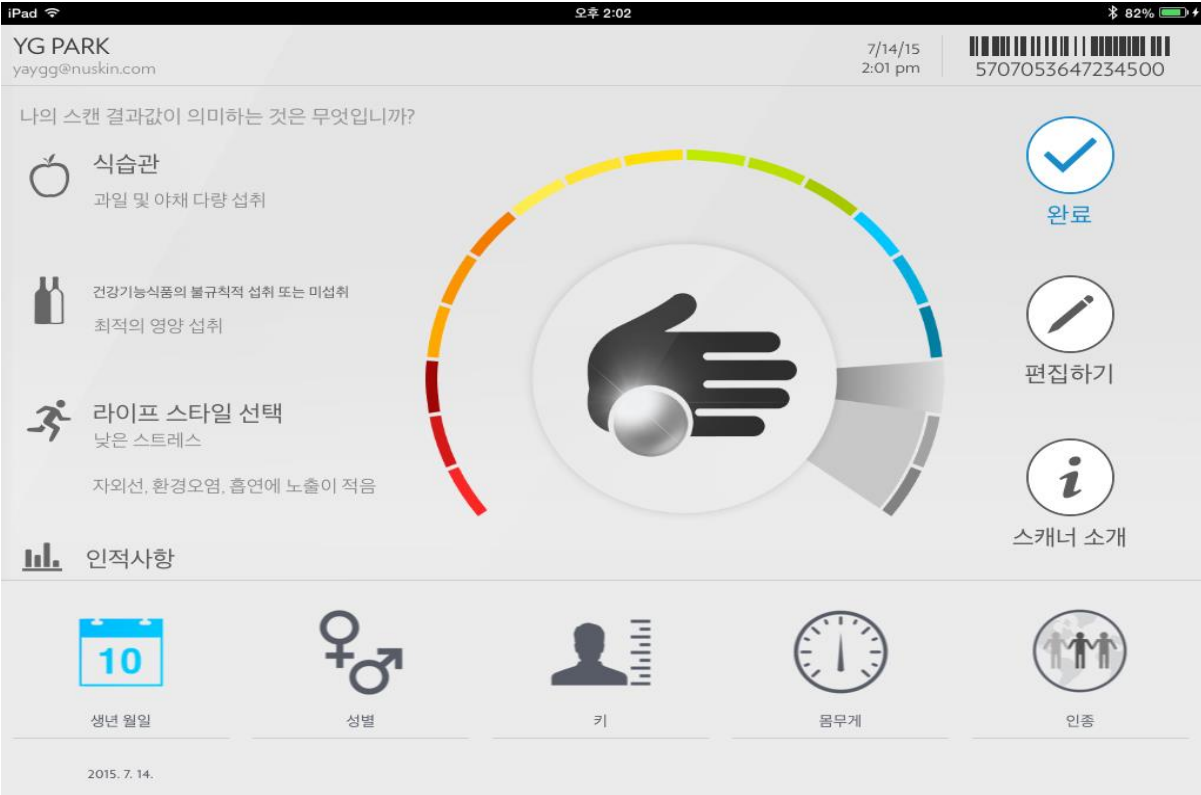 iPad 오후 2:02 82%
YG PARK
yaygg@nuskin.com
7/14/15
2:01 pm
5707053647234500
나의 스캔 결과값이 의미하는 것은 무엇입니까?
식습관
과일 및 야채 다량 섭취
건강기능식품의 불규칙적 섭취 또는 미섭취
최적의 영양 섭취
라이프 스타일 선택
낮은 스트레스
자외선, 환경오염, 흡연에 노출이 적음
인적사항
완료
편집하기
i
스캐너 소개
10
생년 월일 성별 키 몸무게 인종
2015. 7. 14.